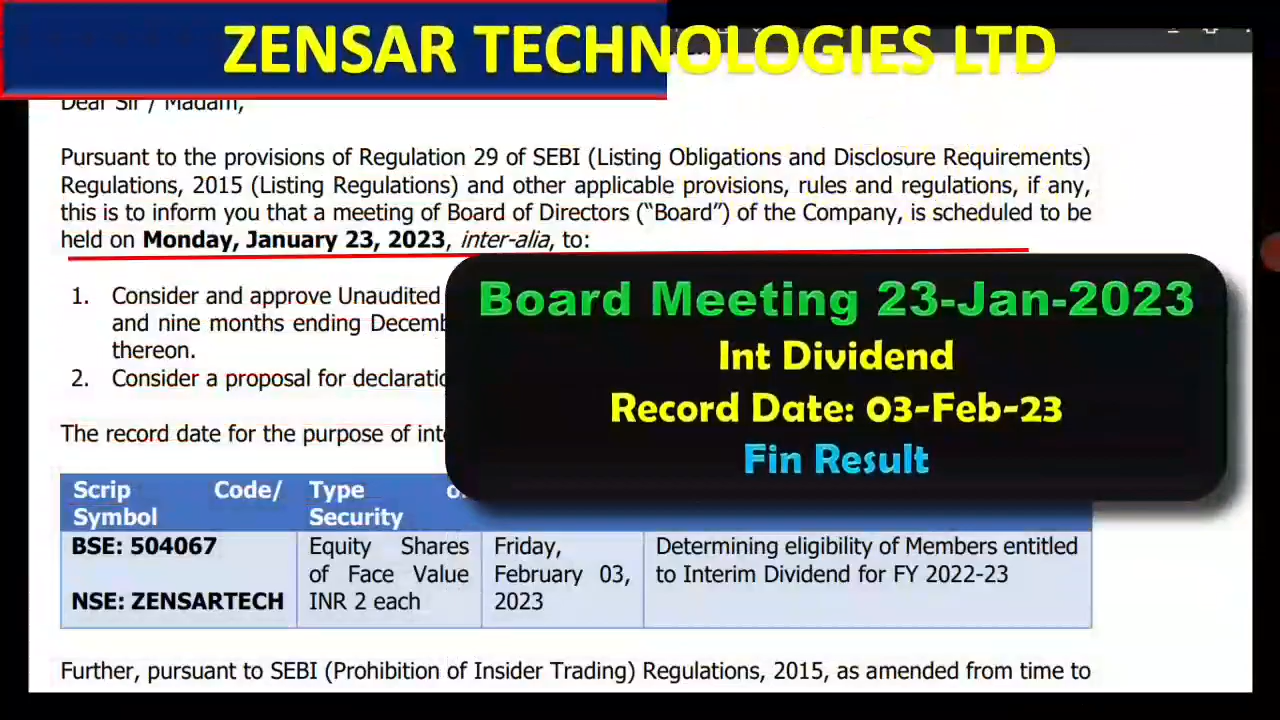 ZENSAR TECHNOLOGIES LTD
Dear Sir / Madam,
Pursuant to the provisions of Regulation 29 of SEBI (Listing Obligations and Disclosure Requirements)
Regulations, 2015 (Listing Regulations) and other applicable provisions, rules and regulations, if any,
this is to inform you that a meeting of Board of Directors (“Board”) of the Company, is scheduled to be
held on Monday, January 23, 2023, inter-alia, to:
1. Consider and approve Unaudited
and nine months ending
thereon.
2. Consider a proposal for
The record date for the purpose of
Board Meeting 23-Jan-2023
Int Dividend
Record Date: 03-Feb-23
Fin Result
Scrip Code/
Symbol
Type
Security
BSE: 504067
NSE: ZENSARTECH
Equity Shares
of Face Value
INR 2 each
Friday,
February 03,
2023
Determining eligibility of Members entitled
to Interim Dividend for FY 2022-23
Further, pursuant to SEBI (Prohibition of Insider Trading) Regulations, 2015, as amended from time to